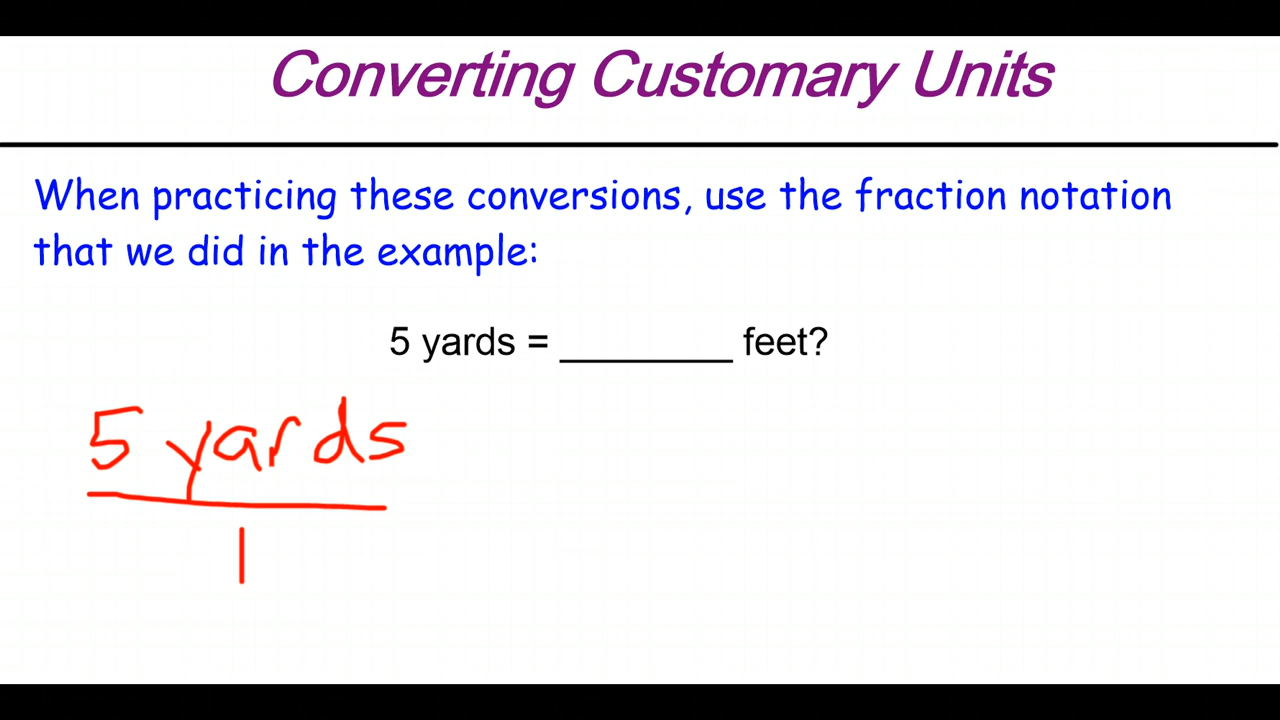 Converting Customary Units
When practicing these conversions, use the fraction notation
that we did in the example:
5 yards = ________ feet?
5 yards
1